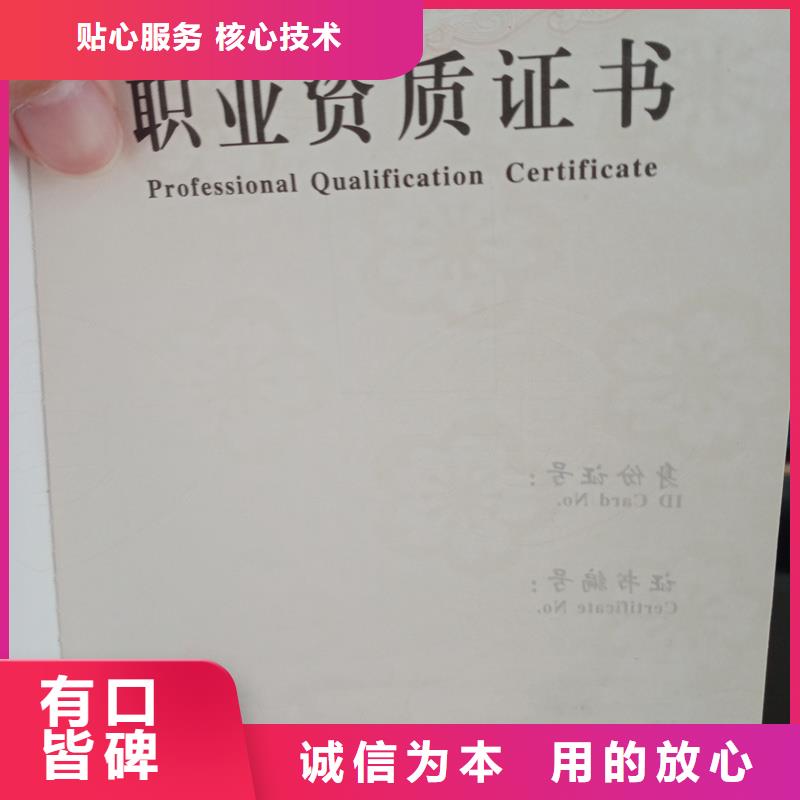 贴心服务 核心技术
职业资质证书
Professional Qualification Certificate
身份证号：
ID Card No.
证书编号：
Certificate No.
有口
皆碑
诚信为本 用的放心